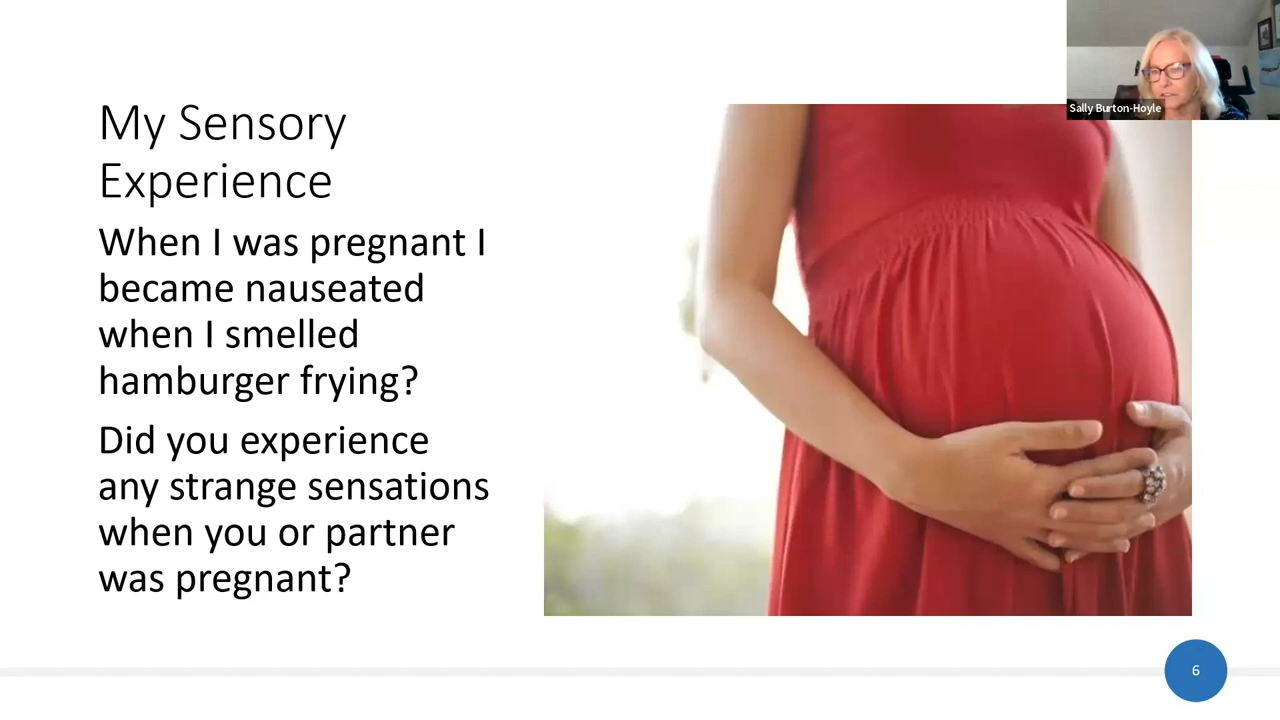 Sally Burton-Hoyle
My Sensory
Experience
When I was pregnant I
became nauseated
when I smelled
hamburger frying?
Did you experience
any strange sensations
when you or partner
was pregnant?
6